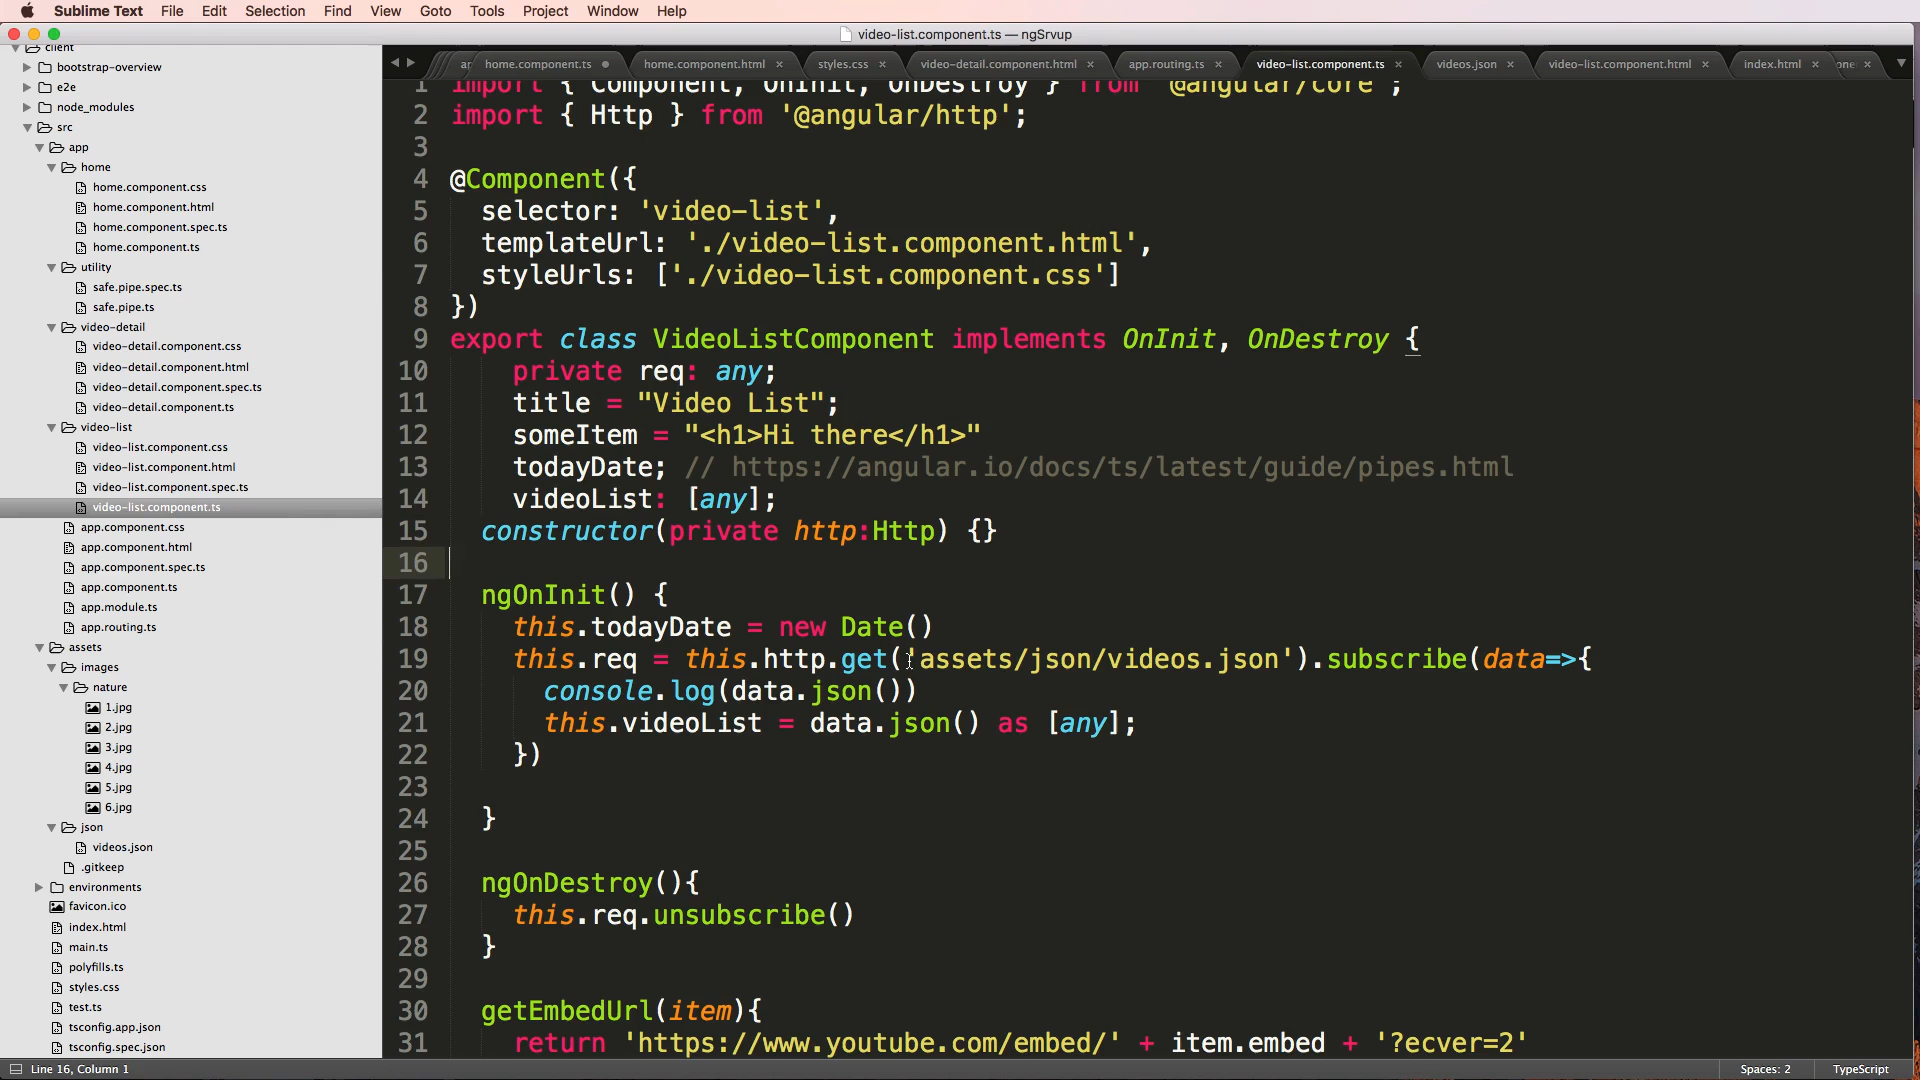 Sublime Text File Edit Selection Find View Goto Tools Project Window Help
video-list.component.ts — ngSrvup
client
bootstrap-overview
e2e
node_modules
src
app
home
home.component.css
home.component.html
home.component.spec.ts
home.component.ts
utility
safe.pipe.spec.ts
safe.pipe.ts
video-detail
video-detail.component.css
video-detail.component.html
video-detail.component.spec.ts
video-detail.component.ts
video-list
video-list.component.css
video-list.component.html
video-list.component.spec.ts
video-list.component.ts
app.component.css
app.component.html
app.component.spec.ts
app.component.ts
app.module.ts
app.routing.ts
assets
images
nature
1.jpg
2.jpg
3.jpg
4.jpg
5.jpg
6.jpg
json
videos.json
.gitkeep
environments
favicon.ico
index.html
main.ts
polyfills.ts
styles.css
test.ts
tsconfig.app.json
tsconfig.spec.json
home.component.ts home.component.html × styles.css × video-detail.component.html × app.routing.ts × video-list.component.ts × videos.json × video-list.component.html × index.html ×
1 import { Component, OnInit, OnDestroy } from '@angular/core';
2 import { Http } from '@angular/http';
3
4 @Component({
5 selector: 'video-list',
6 templateUrl: './video-list.component.html',
7 styleUrls: ['./video-list.component.css']
8 })
9 export class VideoListComponent implements OnInit, OnDestroy {
10 private req: any;
11 title = "Video List";
12 someItem = "<h1>Hi there</h1>"
13 todayDate; // https://angular.io/docs/ts/latest/guide/pipes.html
14 videoList: [any];
15 constructor(private http:Http) {}
16
17 ngOnInit() {
18 this.todayDate = new Date()
19 this.req = this.http.get('assets/json/videos.json').subscribe(data=>{
20 console.log(data.json())
21 this.videoList = data.json() as [any];
22 })
23
24 }
25
26 ngOnDestroy(){
27 this.req.unsubscribe()
28 }
29
30 getEmbedUrl(item){
31 return 'https://www.youtube.com/embed/' + item.embed + '?ecver=2'
Line 16, Column 1 Spaces: 2 TypeScript